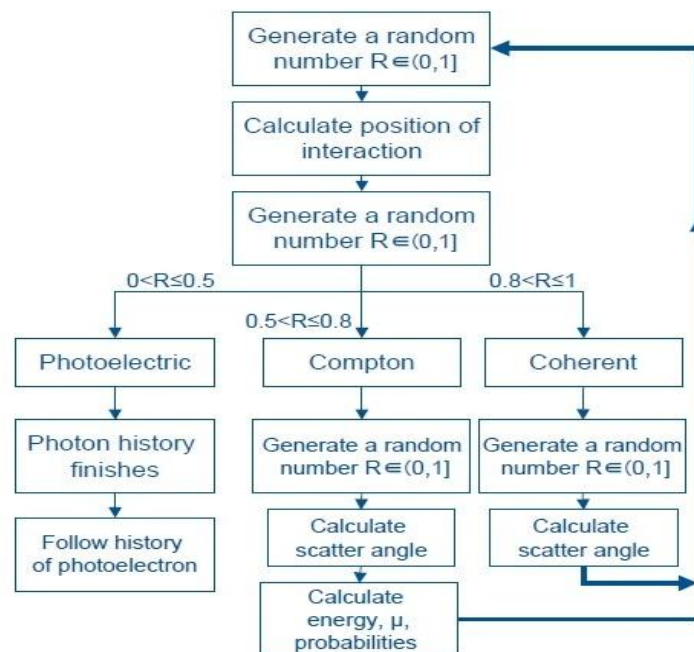 Generate a random
number R∈(0,1]
Calculate position of
interaction
Generate a random
number R∈(0,1]
0<R≤0.5
0.8<R≤1
0.5<R≤0.8
Photoelectric
Compton
Coherent
Photon history
finishes
Generate a random
number R∈(0,1]
Generate a random
number R∈(0,1]
Follow history
of photoelectron
Calculate
scatter angle
Calculate
scatter angle
Calculate
energy, μ,
probabilities